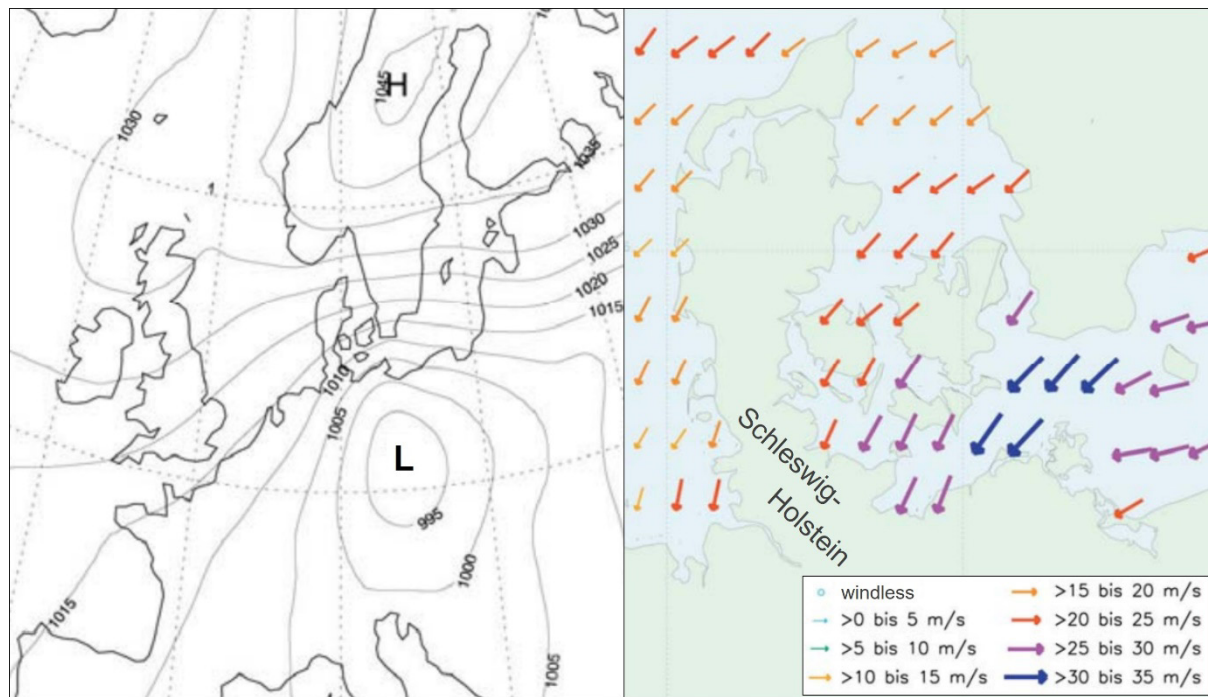 1045
H
1030
1035
1030
1025
1020
1015
1010
1005
L
995
1000
1015
1005
Schleswig-
Holstein
windless
>0 bis 5 m/s
>5 bis 10 m/s
>10 bis 15 m/s
>15 bis 20 m/s
>20 bis 25 m/s
>25 bis 30 m/s
>30 bis 35 m/s